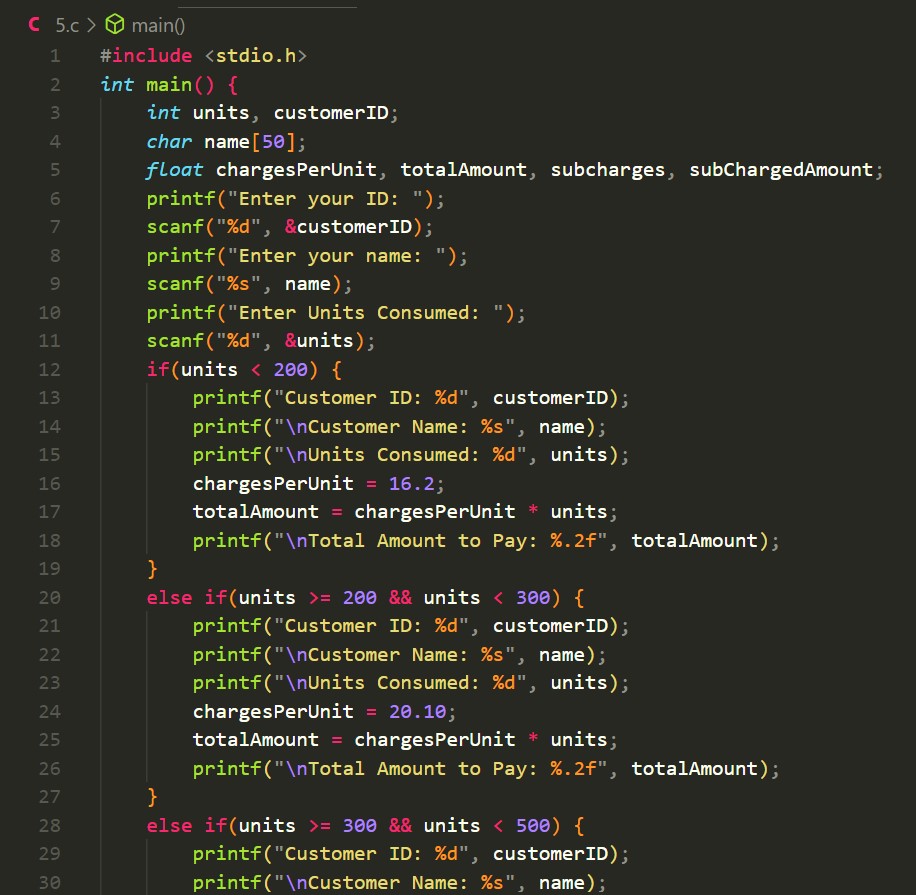 5.c > main()
1 #include <stdio.h>
2 int main() {
3     int units, customerID;
4     char name[50];
5     float chargesPerUnit, totalAmount, subcharges, subChargedAmount;
6     printf("Enter your ID: ");
7     scanf("%d", &customerID);
8     printf("Enter your name: ");
9     scanf("%s", name);
10     printf("Enter Units Consumed: ");
11     scanf("%d", &units);
12     if(units < 200) {
13         printf("Customer ID: %d", customerID);
14         printf("\nCustomer Name: %s", name);
15         printf("\nUnits Consumed: %d", units);
16         chargesPerUnit = 16.2;
17         totalAmount = chargesPerUnit * units;
18         printf("\nTotal Amount to Pay: %.2f", totalAmount);
19     }
20     else if(units >= 200 && units < 300) {
21         printf("Customer ID: %d", customerID);
22         printf("\nCustomer Name: %s", name);
23         printf("\nUnits Consumed: %d", units);
24         chargesPerUnit = 20.10;
25         totalAmount = chargesPerUnit * units;
26         printf("\nTotal Amount to Pay: %.2f", totalAmount);
27     }
28     else if(units >= 300 && units < 500) {
29         printf("Customer ID: %d", customerID);
30         printf("\nCustomer Name: %s", name);